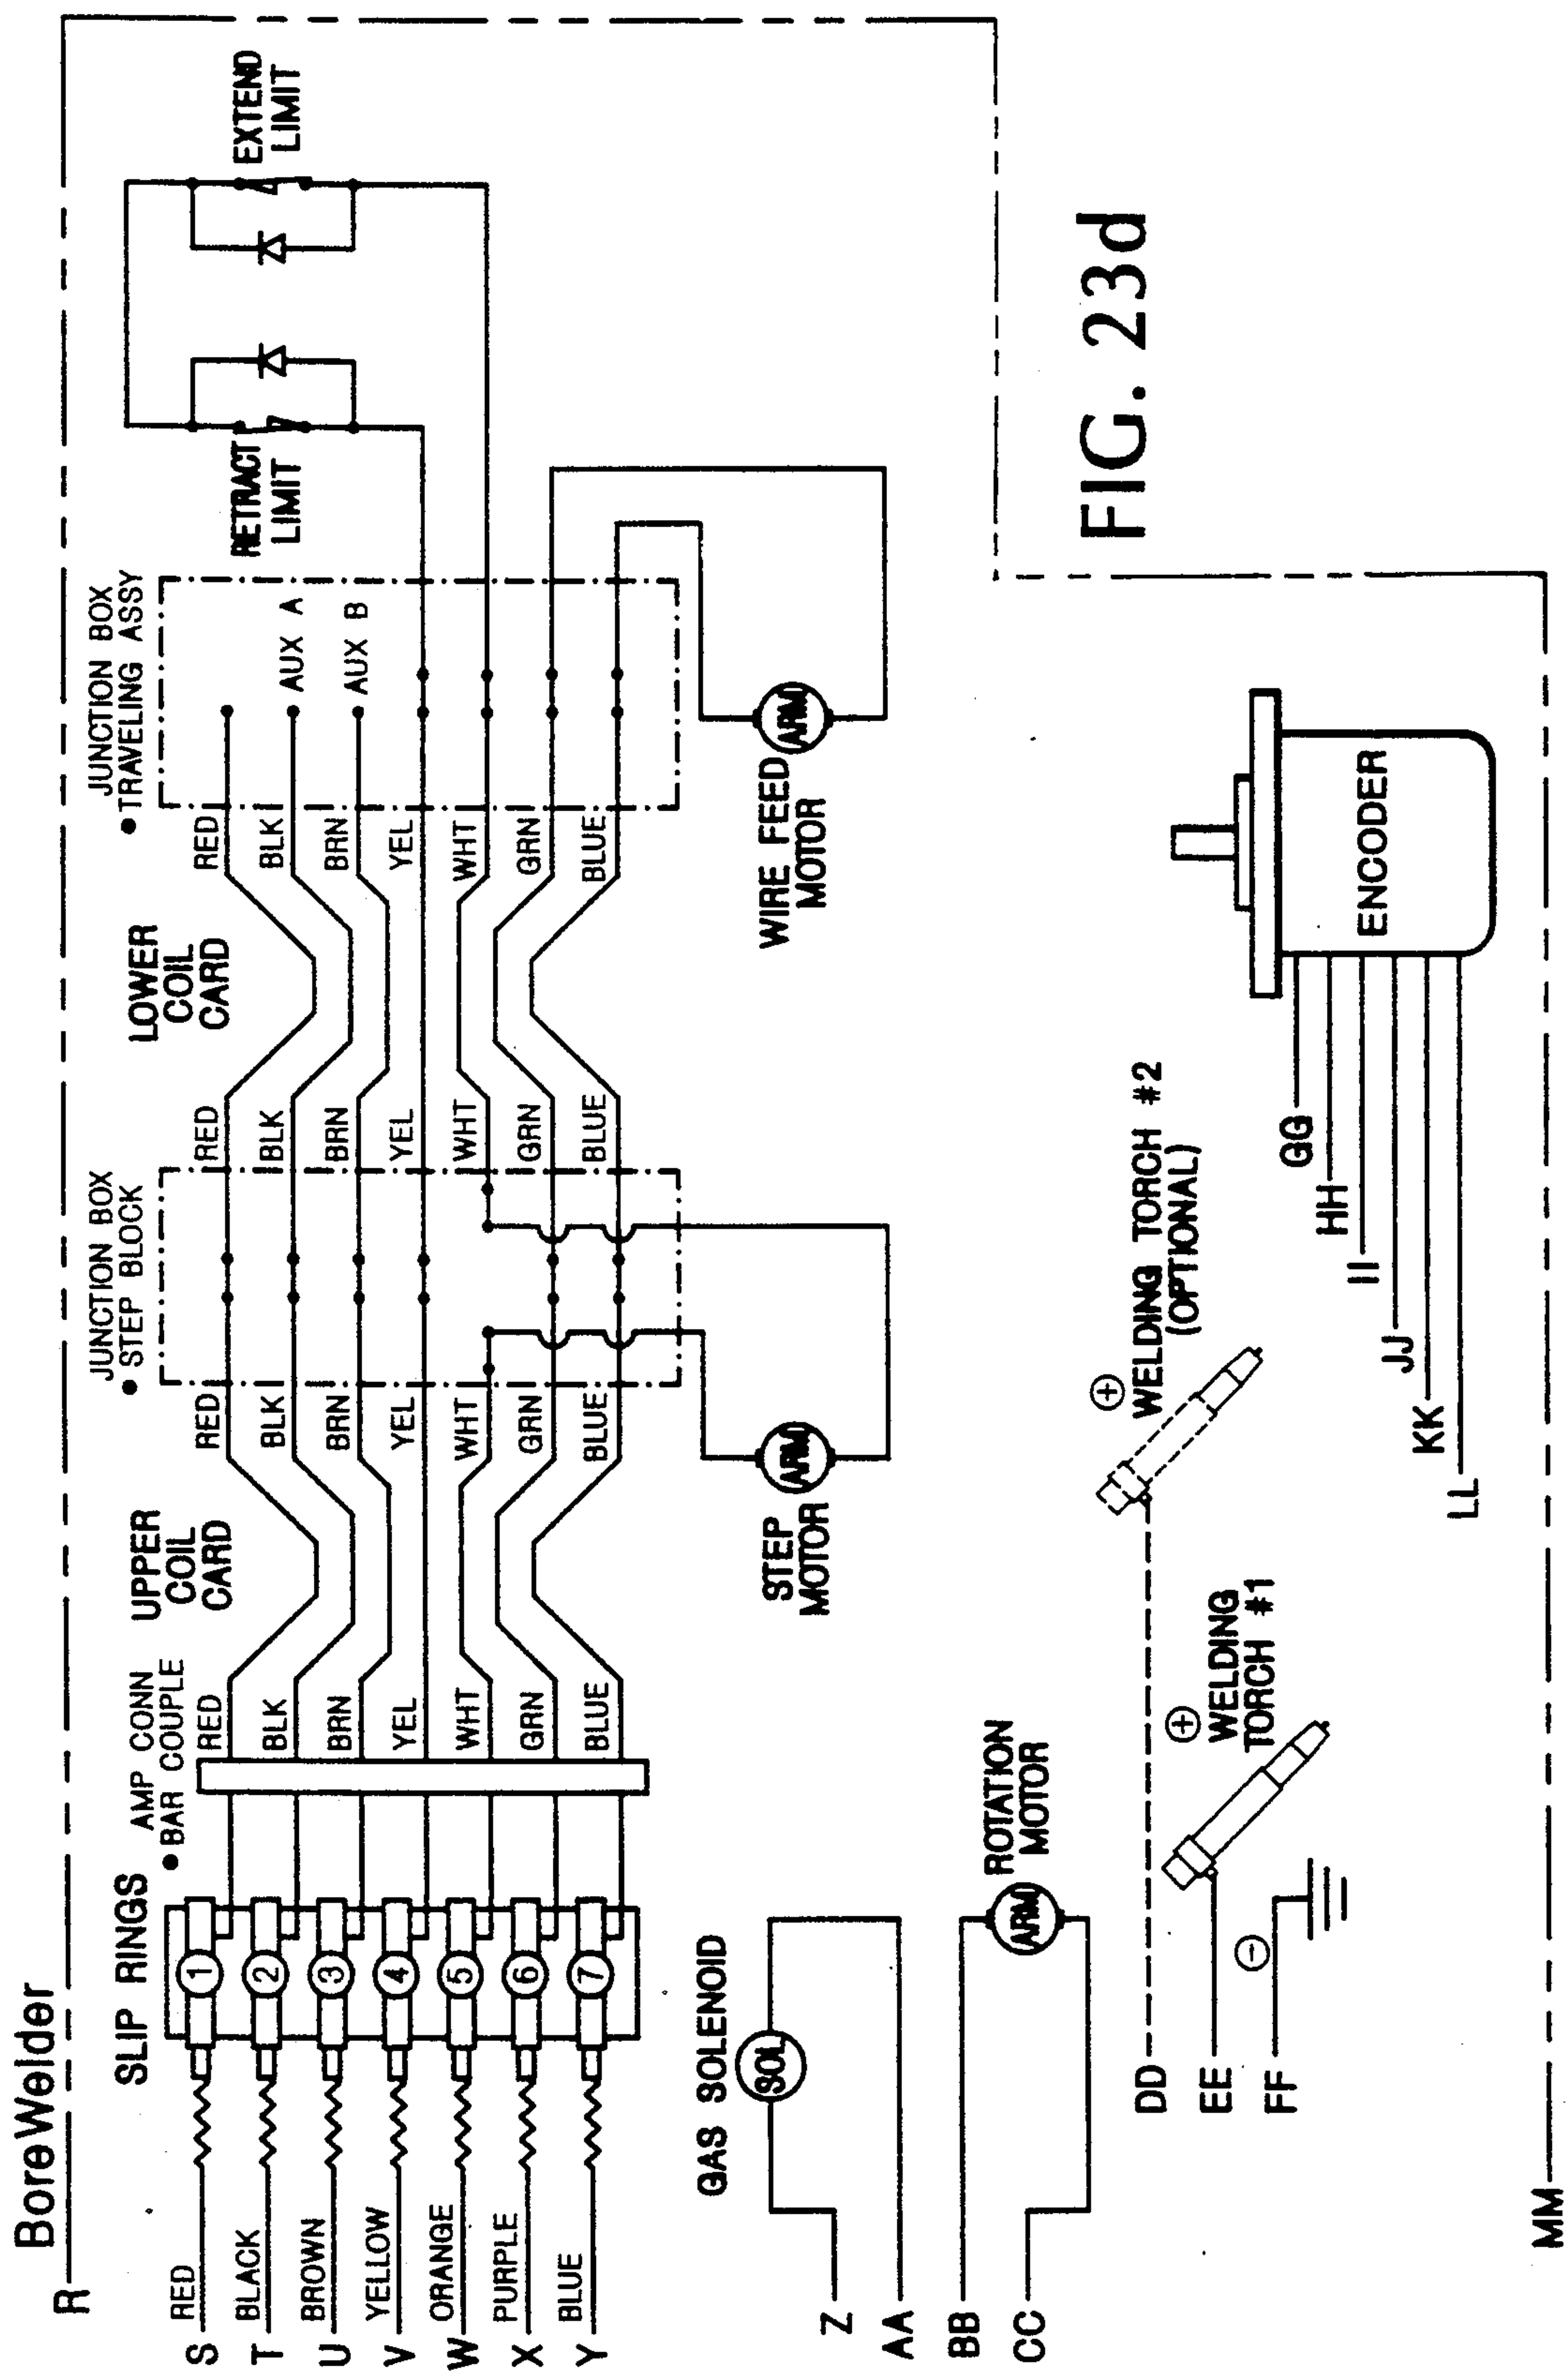 BoreWelder
R
SLIP RINGS
AMP CONN
• BAR COUPLE
UPPER
COIL
CARD
JUNCTION BOX
• STEP BLOCK
LOWER
COIL
CARD
JUNCTION BOX
• TRAVELING ASSY
RETRACT
LIMIT
EXTEND
LIMIT
S RED 1 RED RED RED RED
T BLACK 2 BLK BLK BLK BLK AUX A
U BROWN 3 BRN BRN BRN BRN AUX B
V YELLOW 4 YEL YEL YEL YEL
W ORANGE 5 WHT WHT WHT WHT
X PURPLE 6 GRN GRN GRN GRN
Y BLUE 7 BLUE BLUE BLUE BLUE
GAS SOLENOID
SOL
Z
AA
STEP
MOTOR
ARM
WIRE FEED
MOTOR
ARM
BB
CC
ROTATION
MOTOR
ARM
DD
EE
FF
+
WELDING
TORCH #1
−
+
WELDING TORCH #2
(OPTIONAL)
GG
HH
II
JJ
KK
LL
ENCODER
MM
FIG. 23d